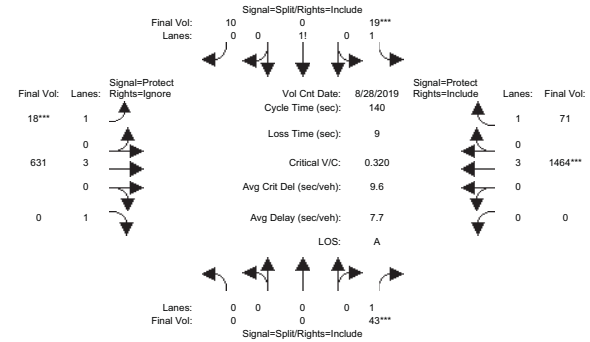 Signal=Split/Rights=Include
Final Vol: 10 0 19***
Lanes: 0 0 1! 0 1
Signal=Protect
Final Vol: Lanes: Rights=Ignore
Vol Cnt Date: 8/28/2019
Signal=Protect
Rights=Include Lanes: Final Vol:
Cycle Time (sec): 140
18*** 1
1 71
Loss Time (sec): 9
0
0
631 3
Critical V/C: 0.320
3 1464***
0
Avg Crit Del (sec/veh): 9.6
0
0 1
Avg Delay (sec/veh): 7.7
0 0
LOS: A
Lanes: 0 0 0 0 1
Final Vol: 0 0 43***
Signal=Split/Rights=Include